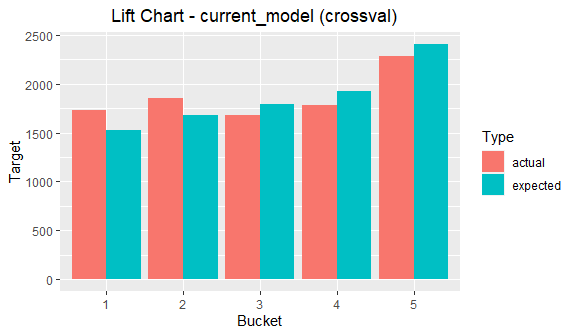 Lift Chart - current_model (crossval)
2500
2000
1500
1000
500
0
Target
1 2 3 4 5
Bucket
Type
actual
expected